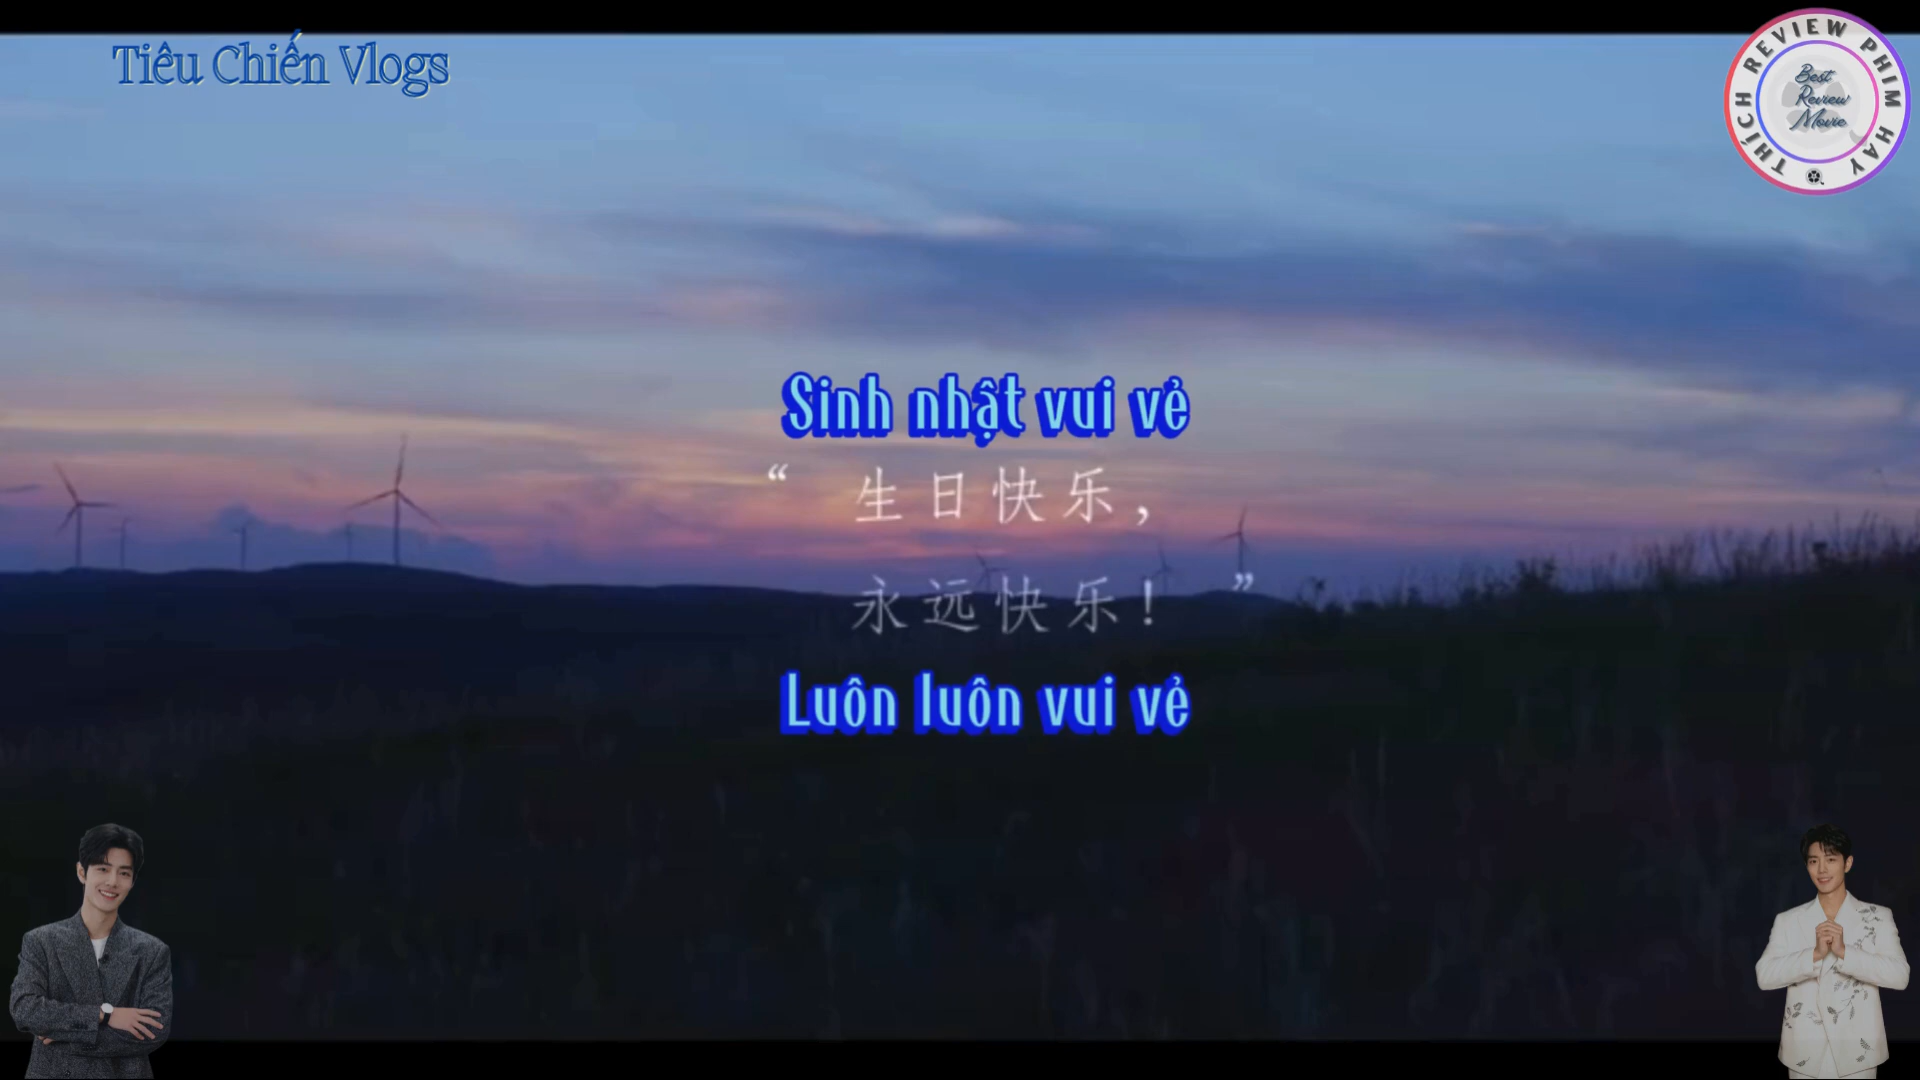 Tiêu Chiến Vlogs
THÍCH REVIEW PHIM HAY
Best
Review
Movie
Sinh nhật vui vẻ
“生日快乐，
永远快乐！”
Luôn luôn vui vẻ